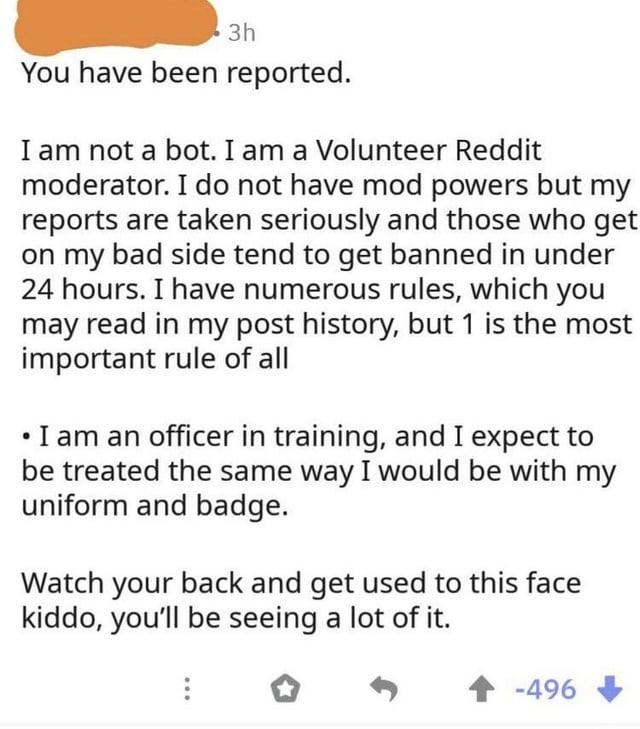 • 3h
You have been reported.
I am not a bot. I am a Volunteer Reddit
moderator. I do not have mod powers but my
reports are taken seriously and those who get
on my bad side tend to get banned in under
24 hours. I have numerous rules, which you
may read in my post history, but 1 is the most
important rule of all
• I am an officer in training, and I expect to
be treated the same way I would be with my
uniform and badge.
Watch your back and get used to this face
kiddo, you'll be seeing a lot of it.
-496